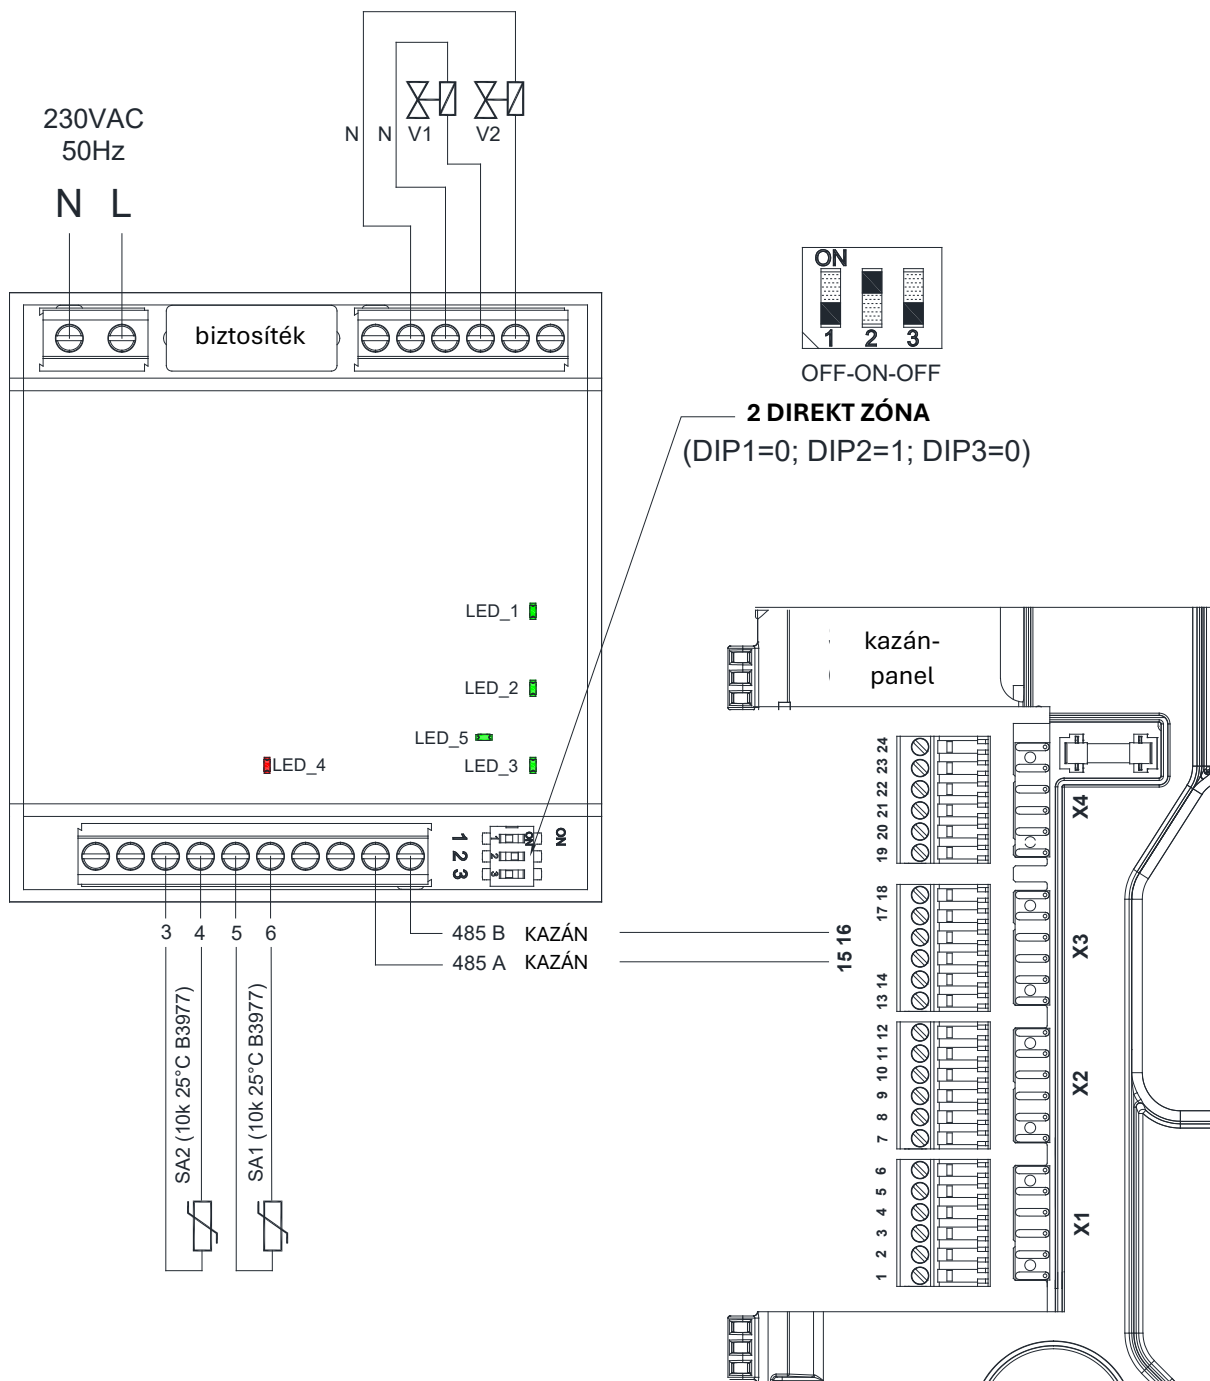 230VAC
50Hz
N L
N N V1 V2
biztosíték
ON
1 2 3
OFF-ON-OFF
2 DIREKT ZÓNA
(DIP1=0; DIP2=1; DIP3=0)
LED_1
LED_2
LED_5
LED_4
LED_3
1
2
3
1
2
3
ON
ON
3 4 5 6
485 B KAZÁN
485 A KAZÁN
SA2 (10k 25°C B3977)
SA1 (10k 25°C B3977)
kazán-
panel
19 20 21 22 23 24
X4
17 18
15 16
13 14
X3
7 8 9 10 11 12
X2
1 2 3 4 5 6
X1